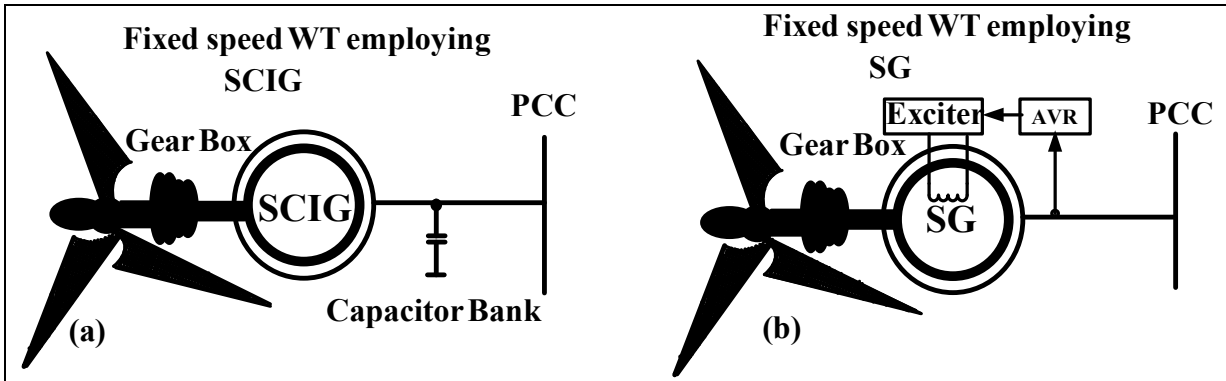 Fixed speed WT employing
SCIG
PCC
Gear Box
SCIG
Capacitor Bank
(a)
Fixed speed WT employing
SG
Exciter
AVR
PCC
Gear Box
SG
(b)